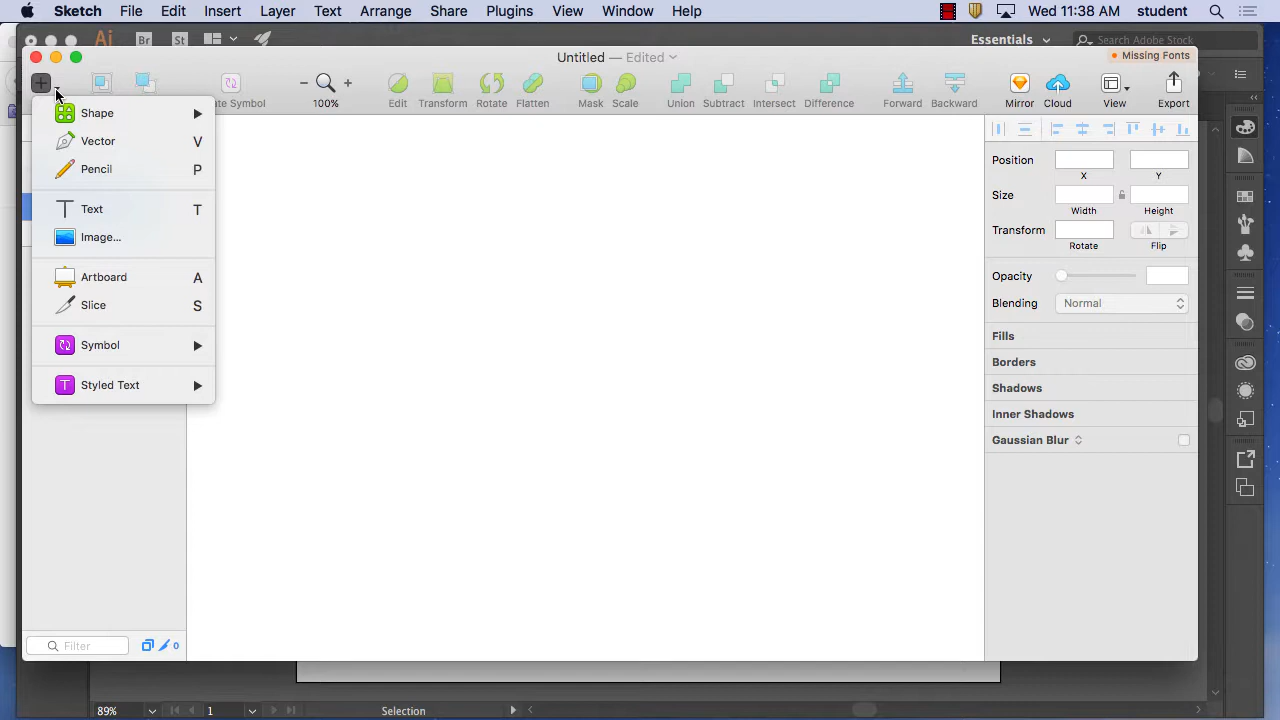 Sketch File Edit Insert Layer Text Arrange Share Plugins View Window Help Wed 11:38 AM student
Ai Br St Essentials Search Adobe Stock
Untitled — Edited
Missing Fonts
100%
te Symbol Edit Transform Rotate Flatten Mask Scale Union Subtract Intersect Difference Forward Backward Mirror Cloud View Export
Shape
Vector V
Pencil P
Text T
Image...
Artboard A
Slice S
Symbol
Styled Text
Position
X Y
Size
Width Height
Transform
Rotate Flip
Opacity
Blending Normal
Fills
Borders
Shadows
Inner Shadows
Gaussian Blur
Filter 0
89% 1 Selection